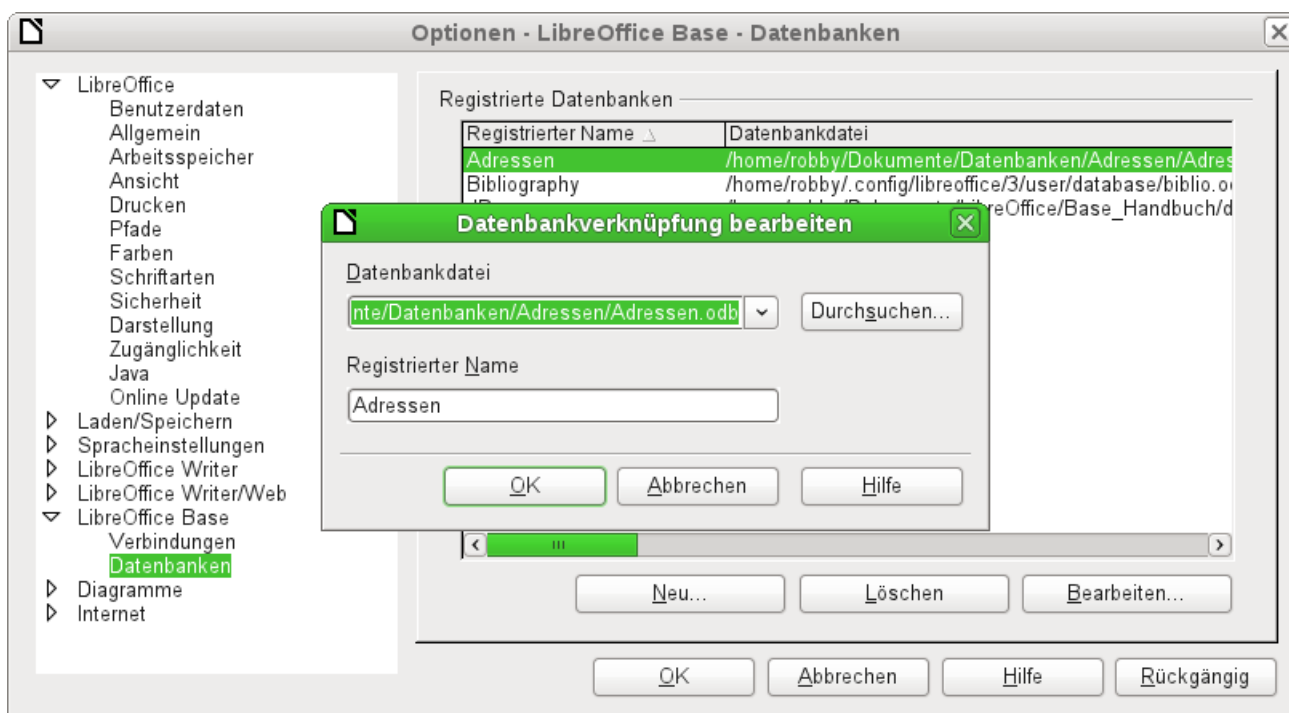 Optionen - LibreOffice Base - Datenbanken
LibreOffice
Benutzerdaten
Allgemein
Arbeitsspeicher
Ansicht
Drucken
Pfade
Farben
Schriftarten
Sicherheit
Darstellung
Zugänglichkeit
Java
Online Update
Laden/Speichern
Spracheinstellungen
LibreOffice Writer
LibreOffice Writer/Web
LibreOffice Base
Verbindungen
Datenbanken
Diagramme
Internet
Registrierte Datenbanken
Registrierter Name Datenbankdatei
Adressen /home/robby/Dokumente/Datenbanken/Adressen/Adres
Bibliography /home/robby/.config/libreoffice/3/user/database/biblio.o
Office/Base_Handbuch/d
Datenbankverknüpfung bearbeiten
Datenbankdatei
nte/Datenbanken/Adressen/Adressen.odb Durchsuchen...
Registrierter Name
Adressen
OK Abbrechen Hilfe
Neu... Löschen Bearbeiten...
OK Abbrechen Hilfe Rückgängig